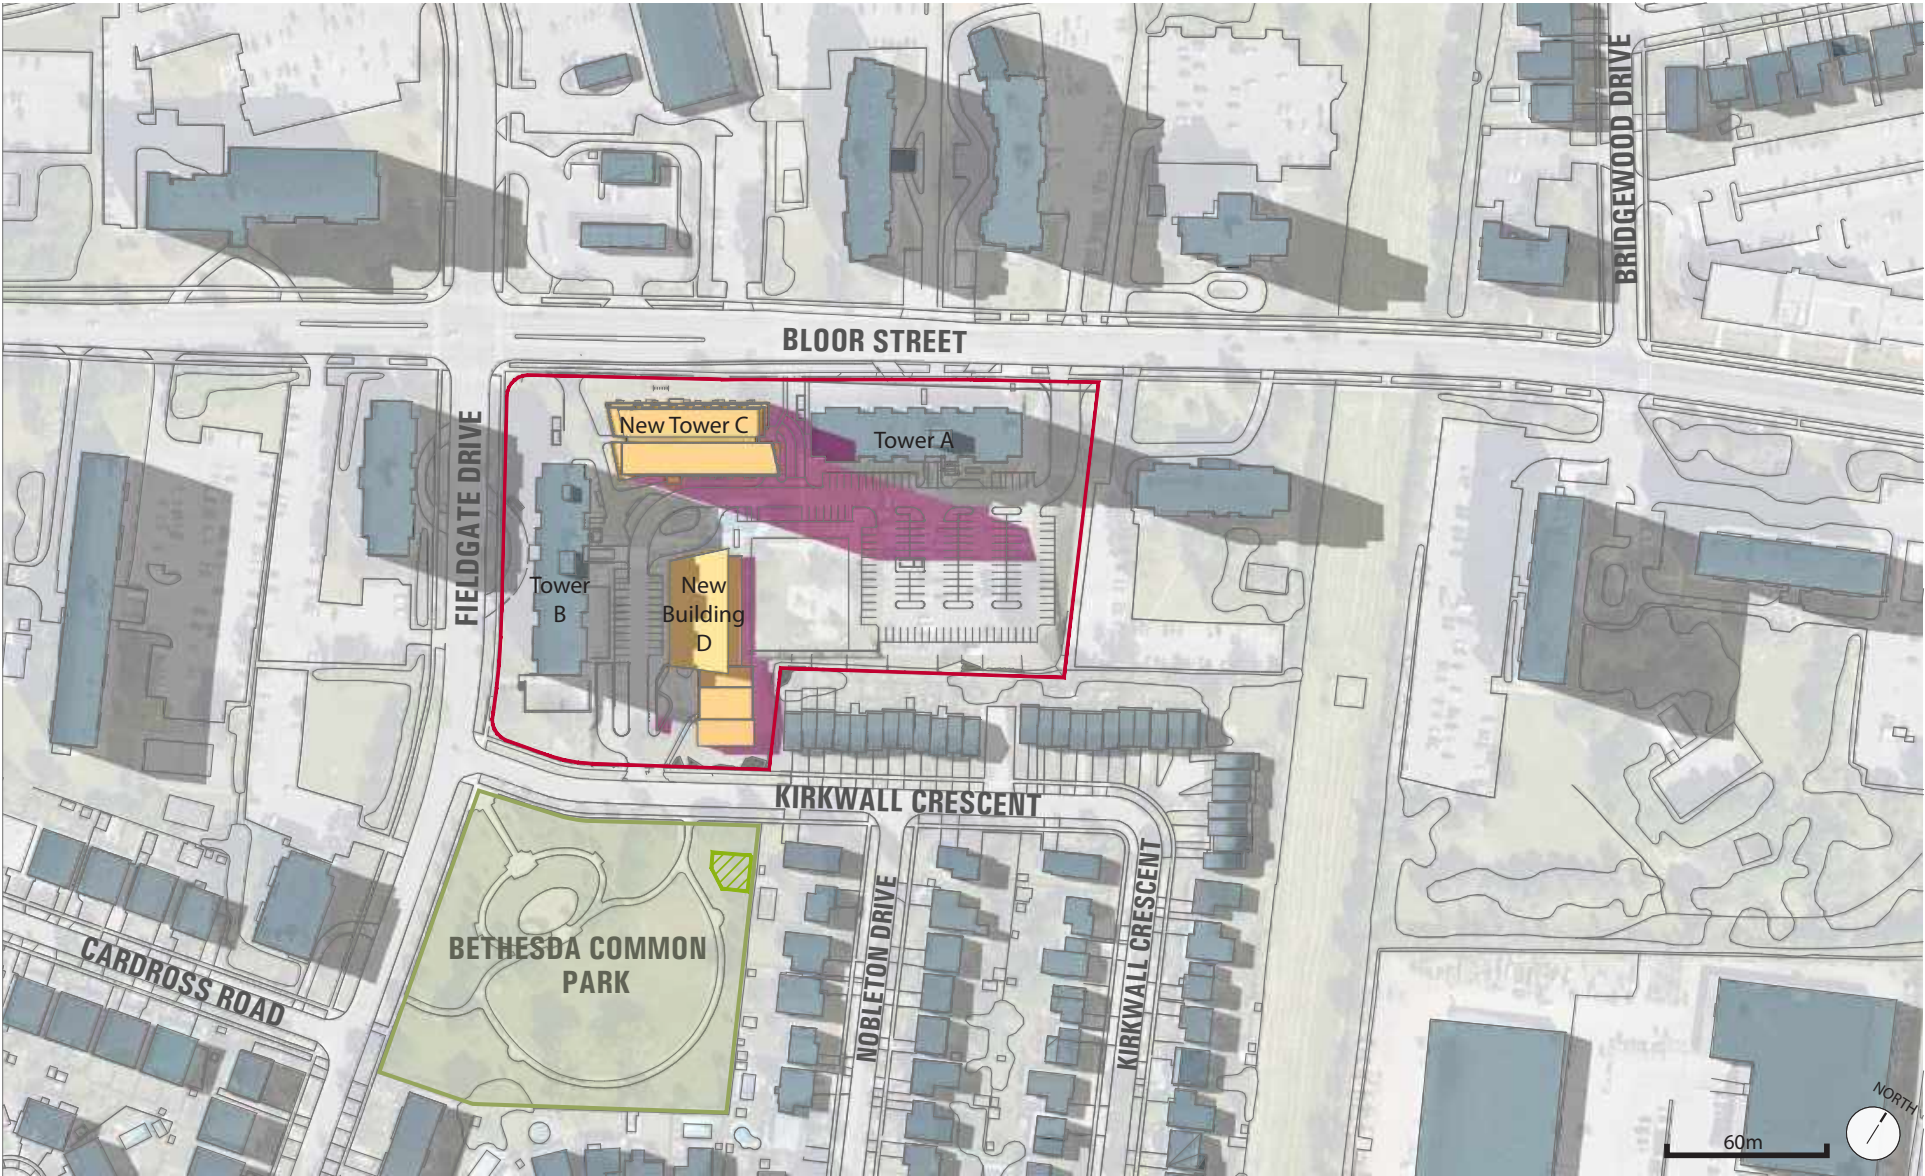 BRIDGEWOOD DRIVE
BLOOR STREET
FIELDGATE DRIVE
New Tower C
Tower A
Tower
B
New
Building
D
KIRKWALL CRESCENT
KIRKWALL CRESCENT
NOBLETON DRIVE
BETHESDA COMMON
PARK
CARDROSS ROAD
NORTH
60m